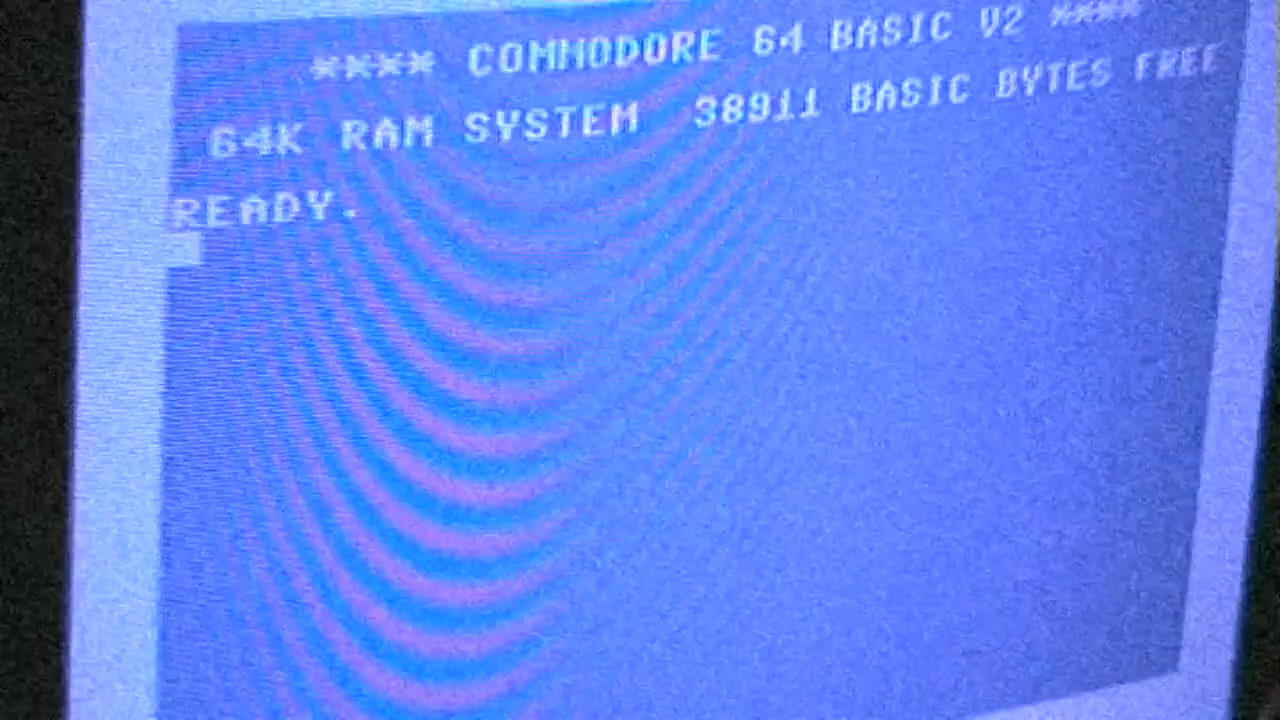 **** COMMODORE 64 BASIC V2 ****
64K RAM SYSTEM  38911 BASIC BYTES FREE
READY.